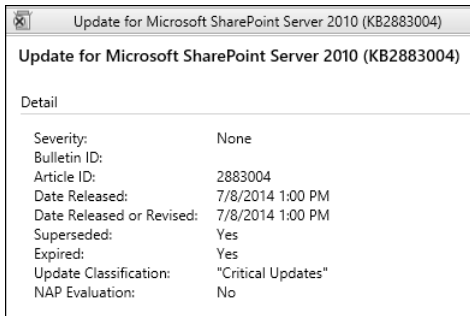 Update for Microsoft SharePoint Server 2010 (KB2883004)
Update for Microsoft SharePoint Server 2010 (KB2883004)
Detail
Severity: None
Bulletin ID:
Article ID: 2883004
Date Released: 7/8/2014 1:00 PM
Date Released or Revised: 7/8/2014 1:00 PM
Superseded: Yes
Expired: Yes
Update Classification: "Critical Updates"
NAP Evaluation: No